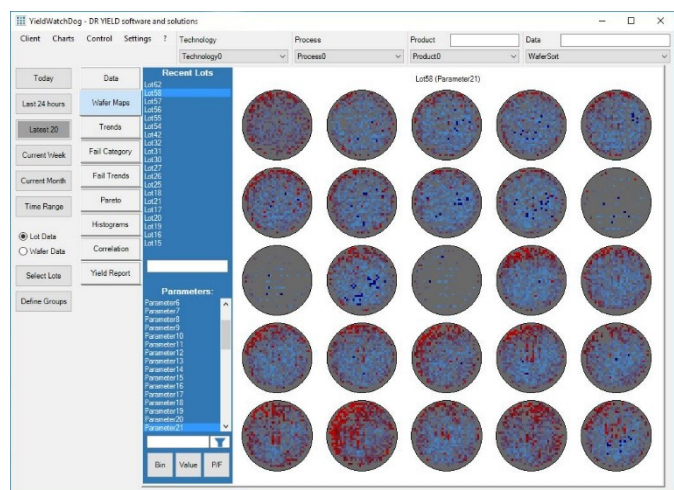 YieldWatchDog - DR YIELD software and solutions
Client Charts Control Settings ? Technology Process Product Data
Technology0 Process0 Product0 WaferSort
Today
Last 24 hours
Latest 20
Current Week
Current Month
Time Range
Lot Data
Wafer Data
Select Lots
Define Groups
Data
Wafer Maps
Trends
Fail Category
Fail Trends
Pareto
Histograms
Correlation
Yield Report
Recent Lots
Lot62
Lot58
Lot57
Lot56
Lot55
Lot54
Lot42
Lot32
Lot31
Lot30
Lot27
Lot26
Lot25
Lot18
Lot21
Lot17
Lot20
Lot19
Lot16
Lot15
Parameters:
Parameter6
Parameter7
Parameter8
Parameter9
Parameter10
Parameter11
Parameter12
Parameter13
Parameter14
Parameter15
Parameter16
Parameter17
Parameter18
Parameter19
Parameter20
Parameter21
Bin Value P/F
Lot58 (Parameter21)